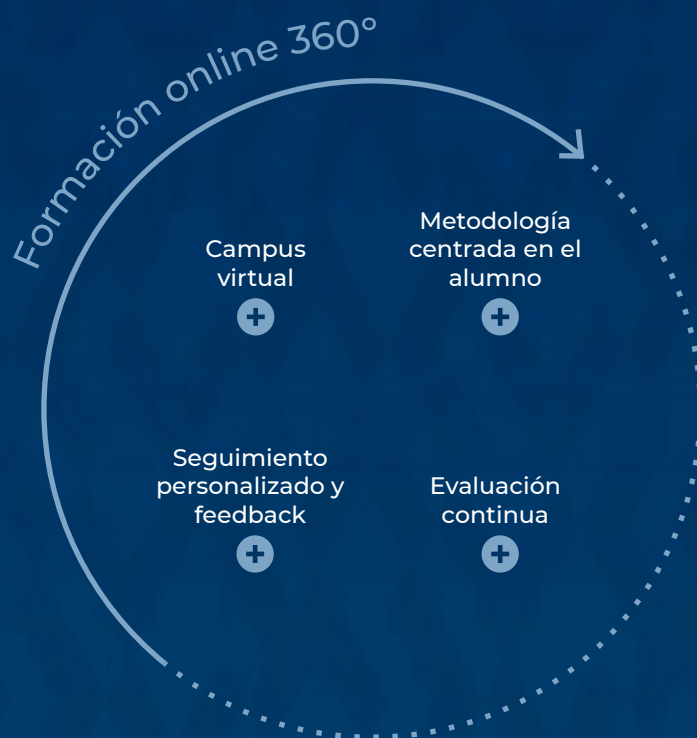 Formación online 360°
Campus
virtual
Metodología
centrada en el
alumno
Seguimiento
personalizado y
feedback
Evaluación
continua